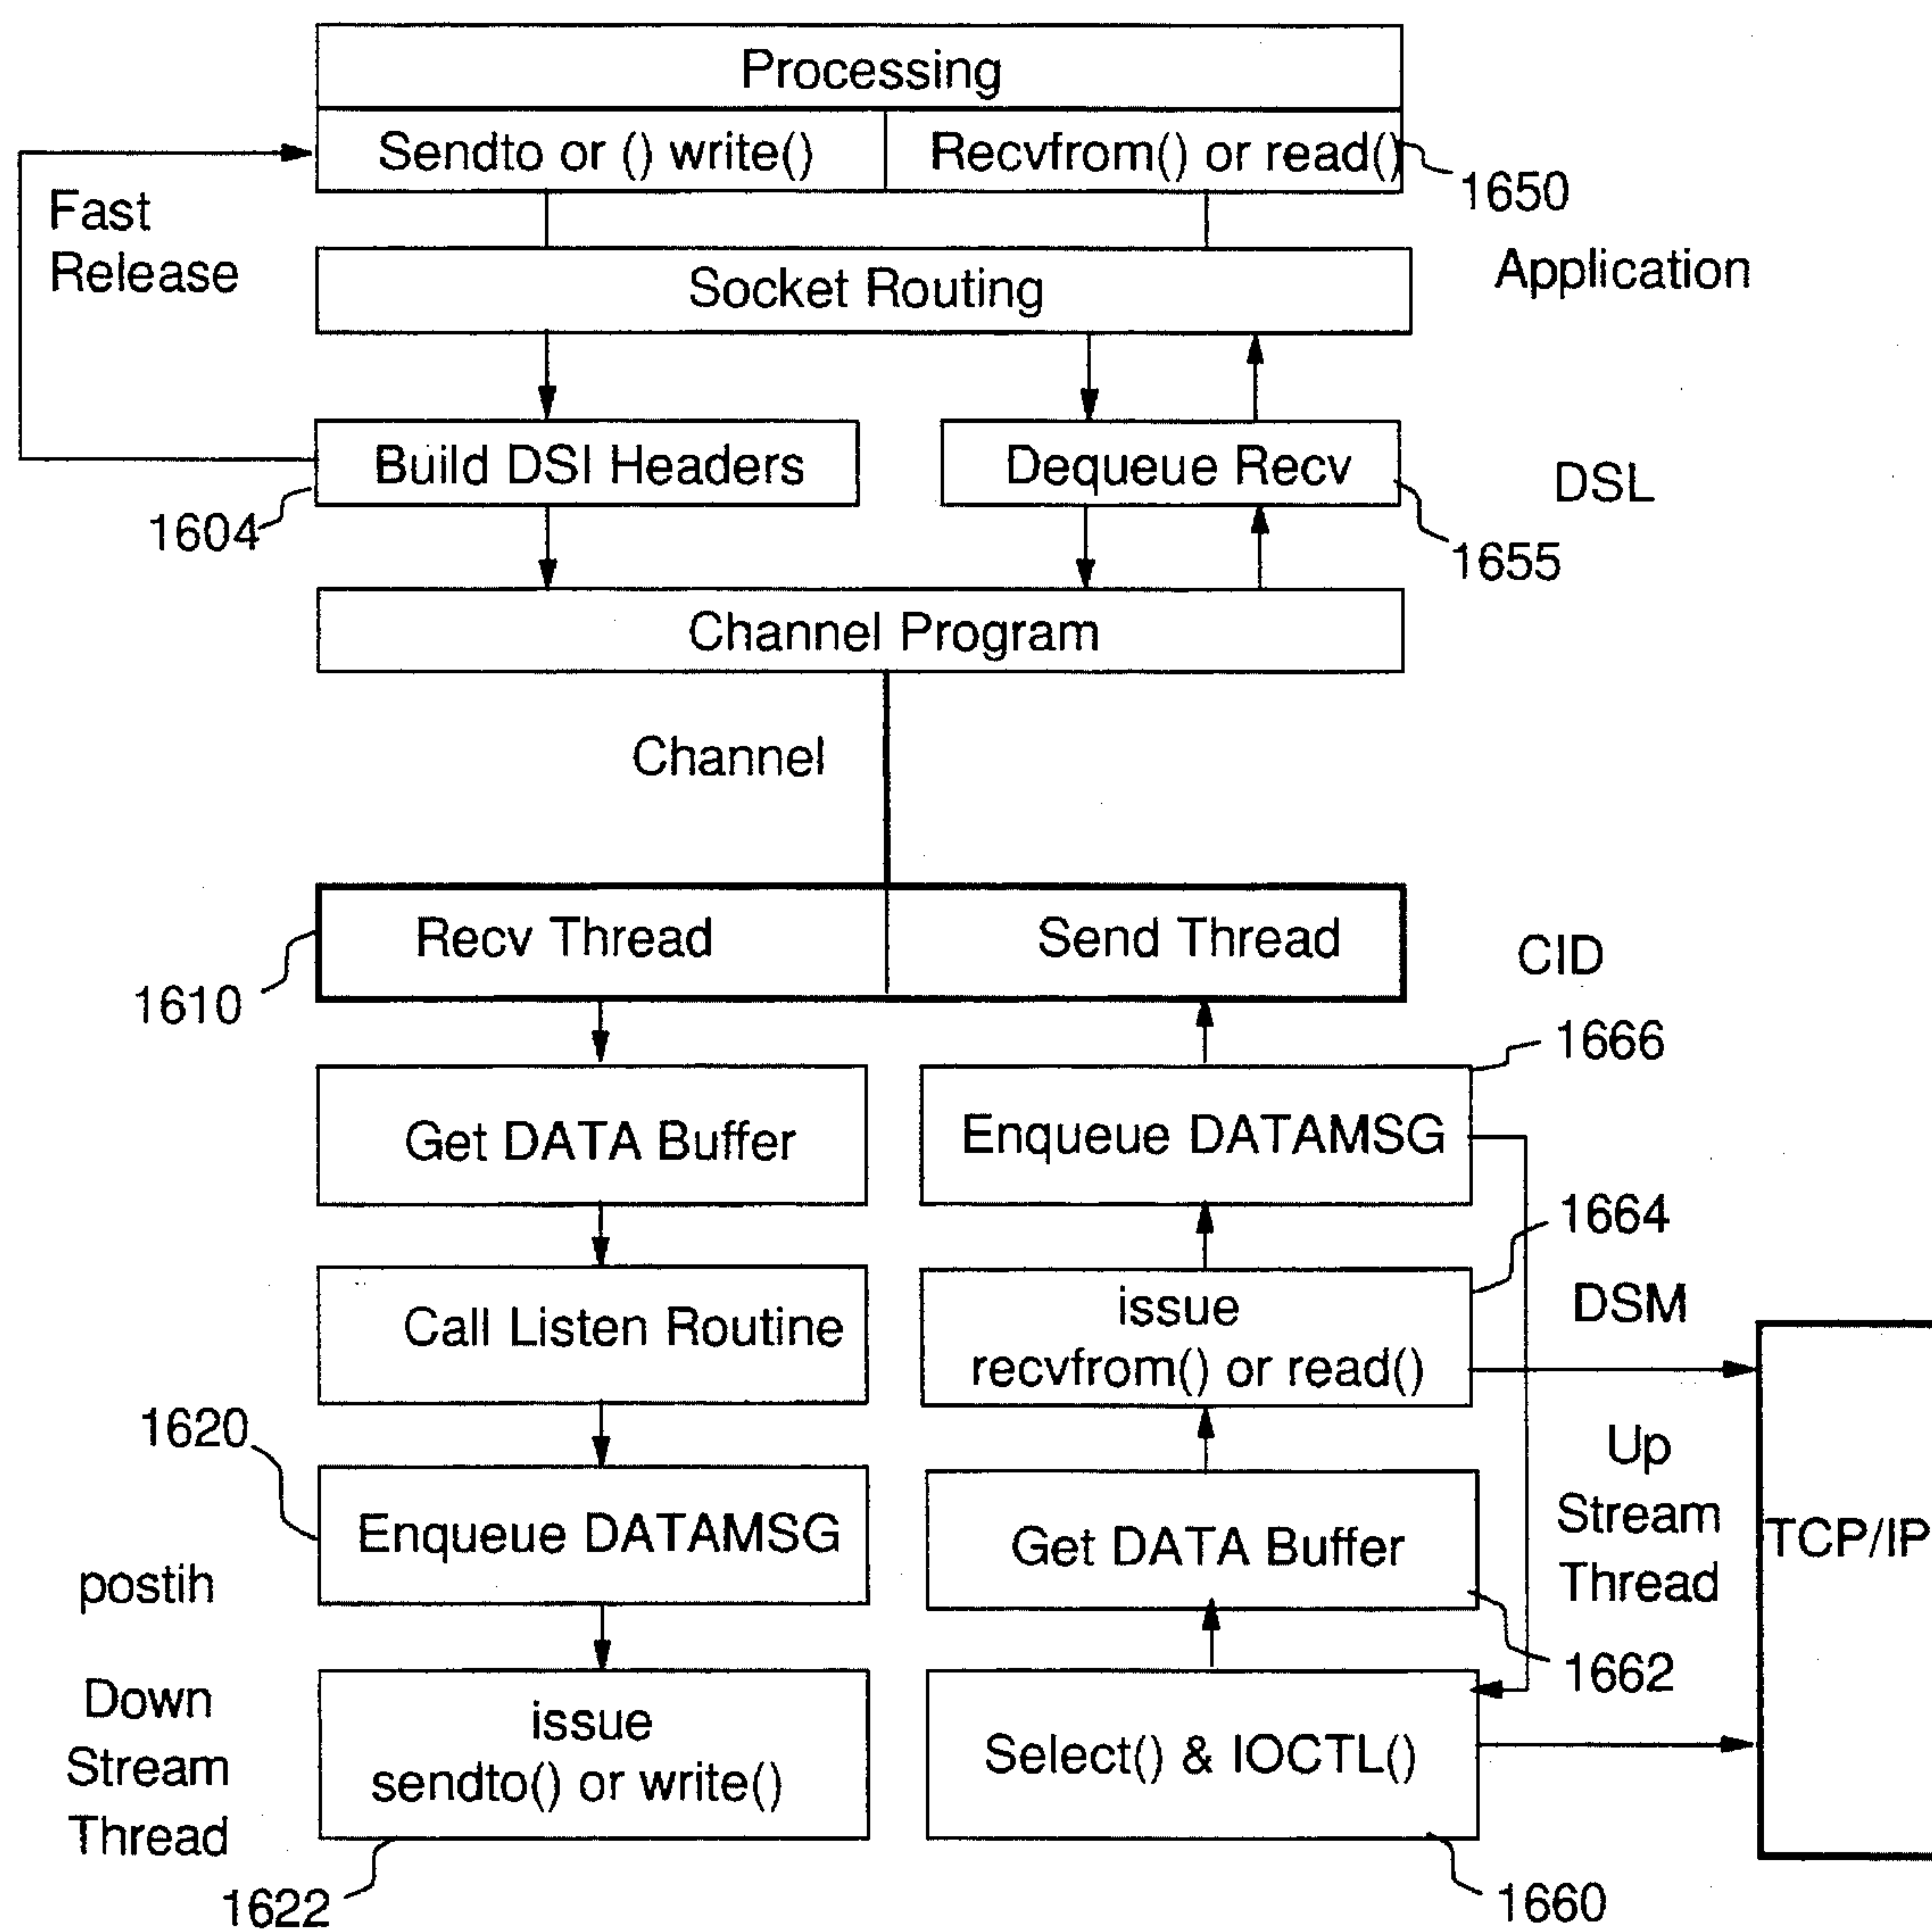 Processing
Sendto or () write()
Recvfrom() or read()
1650
Fast
Release
Socket Routing
Application
Build DSI Headers
Dequeue Recv
DSL
1604
1655
Channel Program
Channel
Recv Thread
Send Thread
CID
1610
1666
Get DATA Buffer
Enqueue DATAMSG
1664
Call Listen Routine
issue
recvfrom() or read()
DSM
1620
Up
Stream
Thread
TCP/IP
Enqueue DATAMSG
Get DATA Buffer
postih
1662
Down
Stream
Thread
issue
sendto() or write()
Select() & IOCTL()
1622
1660